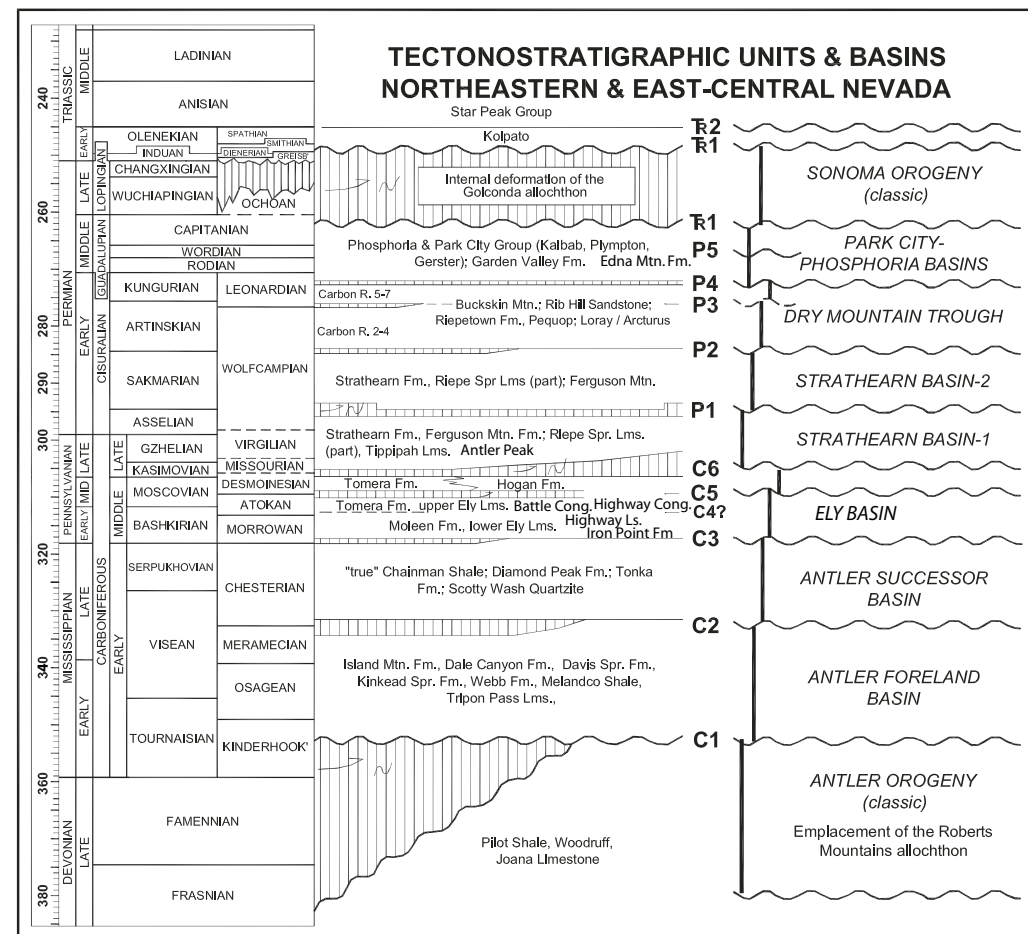 TECTONOSTRATIGRAPHIC UNITS & BASINS
NORTHEASTERN & EAST-CENTRAL NEVADA
240
260
280
290
300
320
340
360
380
TRIASSIC
PERMIAN
PENNSYLVANIAN
MISSISSIPPIAN
DEVONIAN
MIDDLE
EARLY
LATE
MIDDLE
EARLY
LATE
MID
EARLY
LATE
EARLY
LATE
LOPINGIAN
GUADALUPIAN
CISURALIAN
CARBONIFEROUS
LATE
MIDDLE
EARLY
LADINIAN
ANISIAN
OLENEKIAN
INDUAN
CHANGXINGIAN
WUCHIAPINGIAN
CAPITANIAN
WORDIAN
RODIAN
KUNGURIAN
ARTINSKIAN
SAKMARIAN
ASSELIAN
GZHELIAN
KASIMOVIAN
MOSCOVIAN
BASHKIRIAN
SERPUKHOVIAN
VISEAN
TOURNAISIAN
FAMENNIAN
FRASNIAN
SPATHIAN
SMITHIAN
DIENERIAN
GREISB'
OCHOAN
LEONARDIAN
WOLFCAMPIAN
VIRGILIAN
MISSOURIAN
DESMOINESIAN
ATOKAN
MORROWAN
CHESTERIAN
MERAMECIAN
OSAGEAN
KINDERHOOK'
Star Peak Group
Kolpato
Internal deformation of the
Golconda allochthon
Phosphoria & Park City Group (Kalbab, Plympton,
Gerster); Garden Valley Fm. Edna Mtn. Fm.
Carbon R. 5-7
Buckskin Mtn.; Rib Hill Sandstone;
Riepetown Fm., Pequop; Loray / Arcturus
Carbon R. 2-4
Strathearn Fm., Riepe Spr Lms (part); Ferguson Mtn.
Strathearn Fm., Ferguson Mtn. Fm.; Riepe Spr. Lms.
(part), Tippipah Lms. Antler Peak
Tomera Fm. Hogan Fm.
Tomera Fm., upper Ely Lms. Battle Cong. Highway Cong.
Moleen Fm., lower Ely Lms. Highway Ls.
Iron Point Fm
"true" Chainman Shale; Diamond Peak Fm.; Tonka
Fm.; Scotty Wash Quartzite
Island Mtn. Fm., Dale Canyon Fm., Davis Spr. Fm.,
Kinkead Spr. Fm., Webb Fm., Melandco Shale,
Tripon Pass Lms.,
Pilot Shale, Woodruff,
Joana Limestone
TR2
TR1
TR1
P5
P4
P3
P2
P1
C6
C5
C4?
C3
C2
C1
SONOMA OROGENY
(classic)
PARK CITY-
PHOSPHORIA BASINS
DRY MOUNTAIN TROUGH
STRATHEARN BASIN-2
STRATHEARN BASIN-1
ELY BASIN
ANTLER SUCCESSOR
BASIN
ANTLER FORELAND
BASIN
ANTLER OROGENY
(classic)
Emplacement of the Roberts
Mountains allochthon